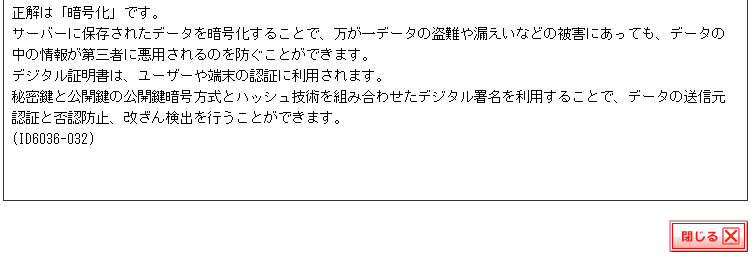 正解は「暗号化」です。
サーバーに保存されたデータを暗号化することで、万が一データの盗難や漏えいなどの被害にあっても、データの
中の情報が第三者に悪用されるのを防ぐことができます。
デジタル証明書は、ユーザーや端末の認証に利用されます。
秘密鍵と公開鍵の公開鍵暗号方式とハッシュ技術を組み合わせたデジタル署名を利用することで、データの送信元
認証と否認防止、改ざん検出を行うことができます。
(ID6036-032)
閉じる